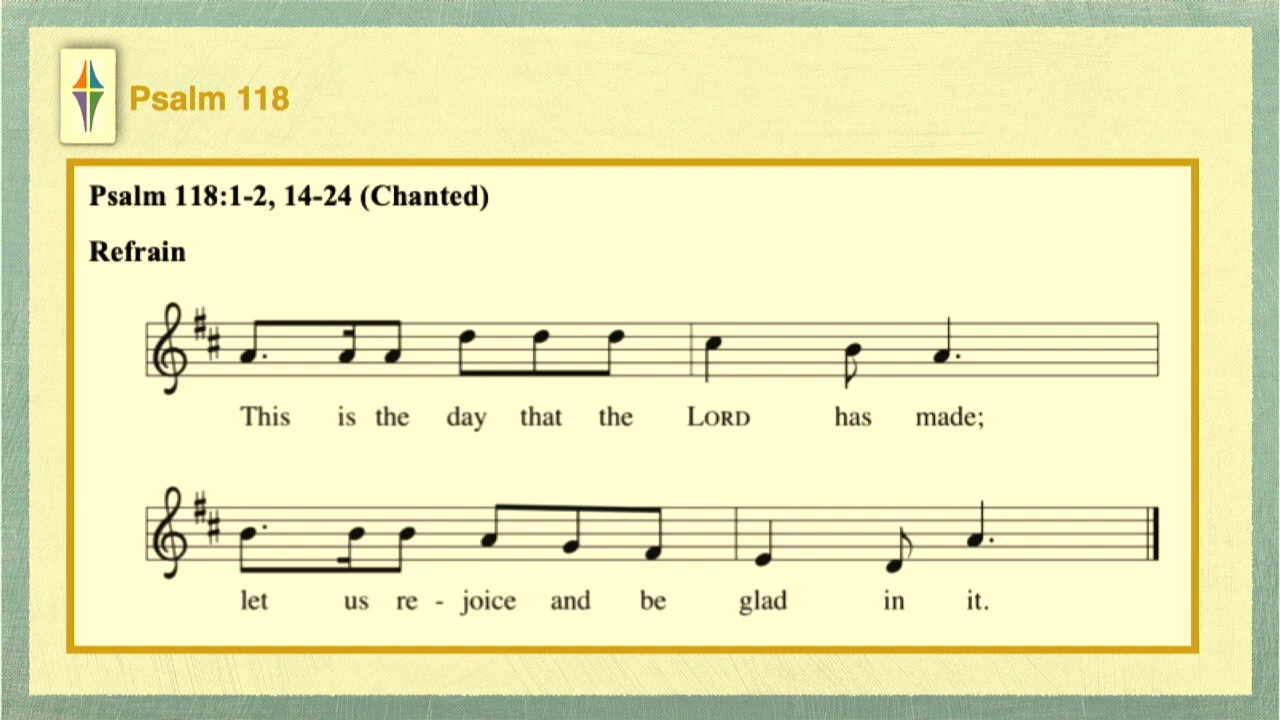 Psalm 118
Psalm 118:1-2, 14-24 (Chanted)
Refrain
This is the day that the LORD has made;
let us re - joice and be glad in it.